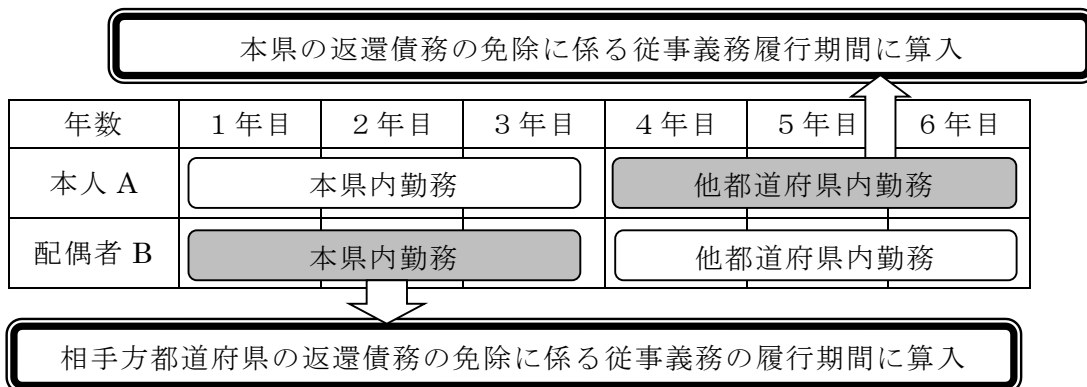 本県の返還債務の免除に係る従事義務履行期間に算入
年数 1年目 2年目 3年目 4年目 5年目 6年目
本人 A 本県内勤務 他都道府県内勤務
配偶者 B 本県内勤務 他都道府県内勤務
相手方都道府県の返還債務の免除に係る従事義務の履行期間に算入